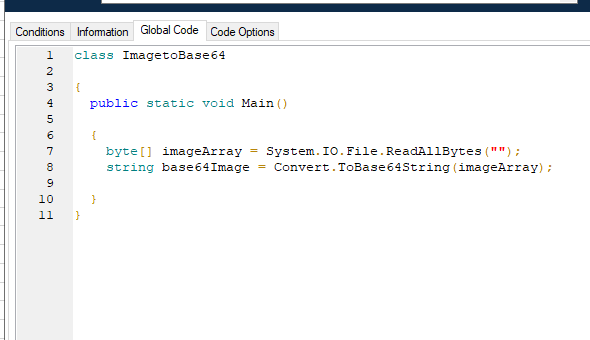 Conditions Information Global Code Code Options
1 class ImagetoBase64
2
3 {
4 public static void Main()
5
6 {
7 byte[] imageArray = System.IO.File.ReadAllBytes("");
8 string base64Image = Convert.ToBase64String(imageArray);
9
10 }
11 }